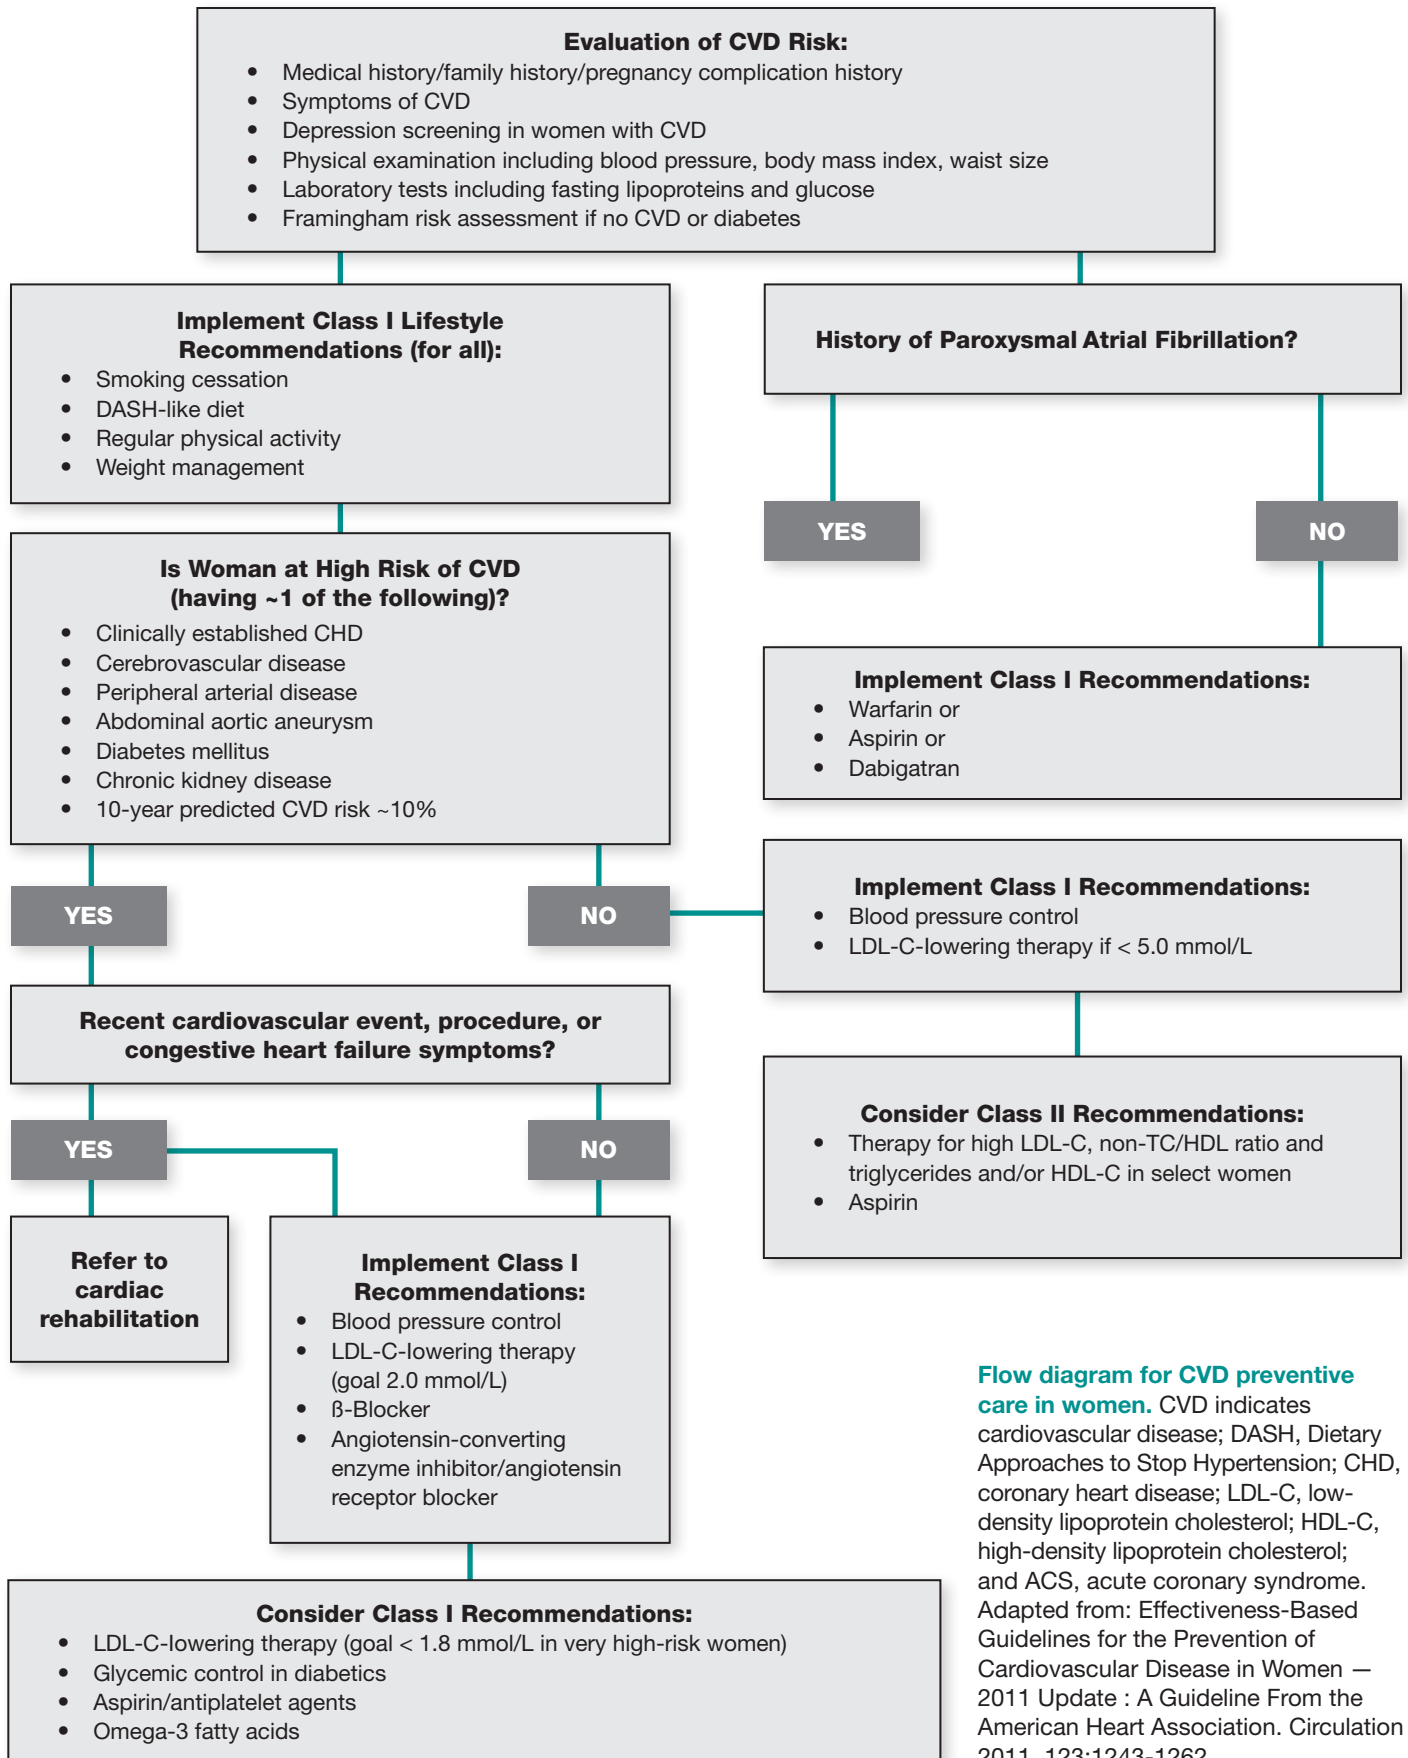 Evaluation of CVD Risk:
• Medical history/family history/pregnancy complication history
• Symptoms of CVD
• Depression screening in women with CVD
• Physical examination including blood pressure, body mass index, waist size
• Laboratory tests including fasting lipoproteins and glucose
• Framingham risk assessment if no CVD or diabetes
Implement Class I Lifestyle
Recommendations (for all):
• Smoking cessation
• DASH-like diet
• Regular physical activity
• Weight management
History of Paroxysmal Atrial Fibrillation?
YES
NO
Is Woman at High Risk of CVD
(having ~1 of the following)?
• Clinically established CHD
• Cerebrovascular disease
• Peripheral arterial disease
• Abdominal aortic aneurysm
• Diabetes mellitus
• Chronic kidney disease
• 10-year predicted CVD risk ~10%
Implement Class I Recommendations:
• Warfarin or
• Aspirin or
• Dabigatran
YES
NO
Implement Class I Recommendations:
• Blood pressure control
• LDL-C-lowering therapy if < 5.0 mmol/L
Recent cardiovascular event, procedure, or
congestive heart failure symptoms?
YES
NO
Consider Class II Recommendations:
• Therapy for high LDL-C, non-TC/HDL ratio and
triglycerides and/or HDL-C in select women
• Aspirin
Refer to
cardiac
rehabilitation
Implement Class I
Recommendations:
• Blood pressure control
• LDL-C-lowering therapy
(goal 2.0 mmol/L)
• ß-Blocker
• Angiotensin-converting
enzyme inhibitor/angiotensin
receptor blocker
Consider Class I Recommendations:
• LDL-C-lowering therapy (goal < 1.8 mmol/L in very high-risk women)
• Glycemic control in diabetics
• Aspirin/antiplatelet agents
• Omega-3 fatty acids
Flow diagram for CVD preventive
care in women. CVD indicates
cardiovascular disease; DASH, Dietary
Approaches to Stop Hypertension; CHD,
coronary heart disease; LDL-C, low-
density lipoprotein cholesterol; HDL-C,
high-density lipoprotein cholesterol;
and ACS, acute coronary syndrome.
Adapted from: Effectiveness-Based
Guidelines for the Prevention of
Cardiovascular Disease in Women —
2011 Update : A Guideline From the
American Heart Association. Circulation
2011, 123:1243-1262